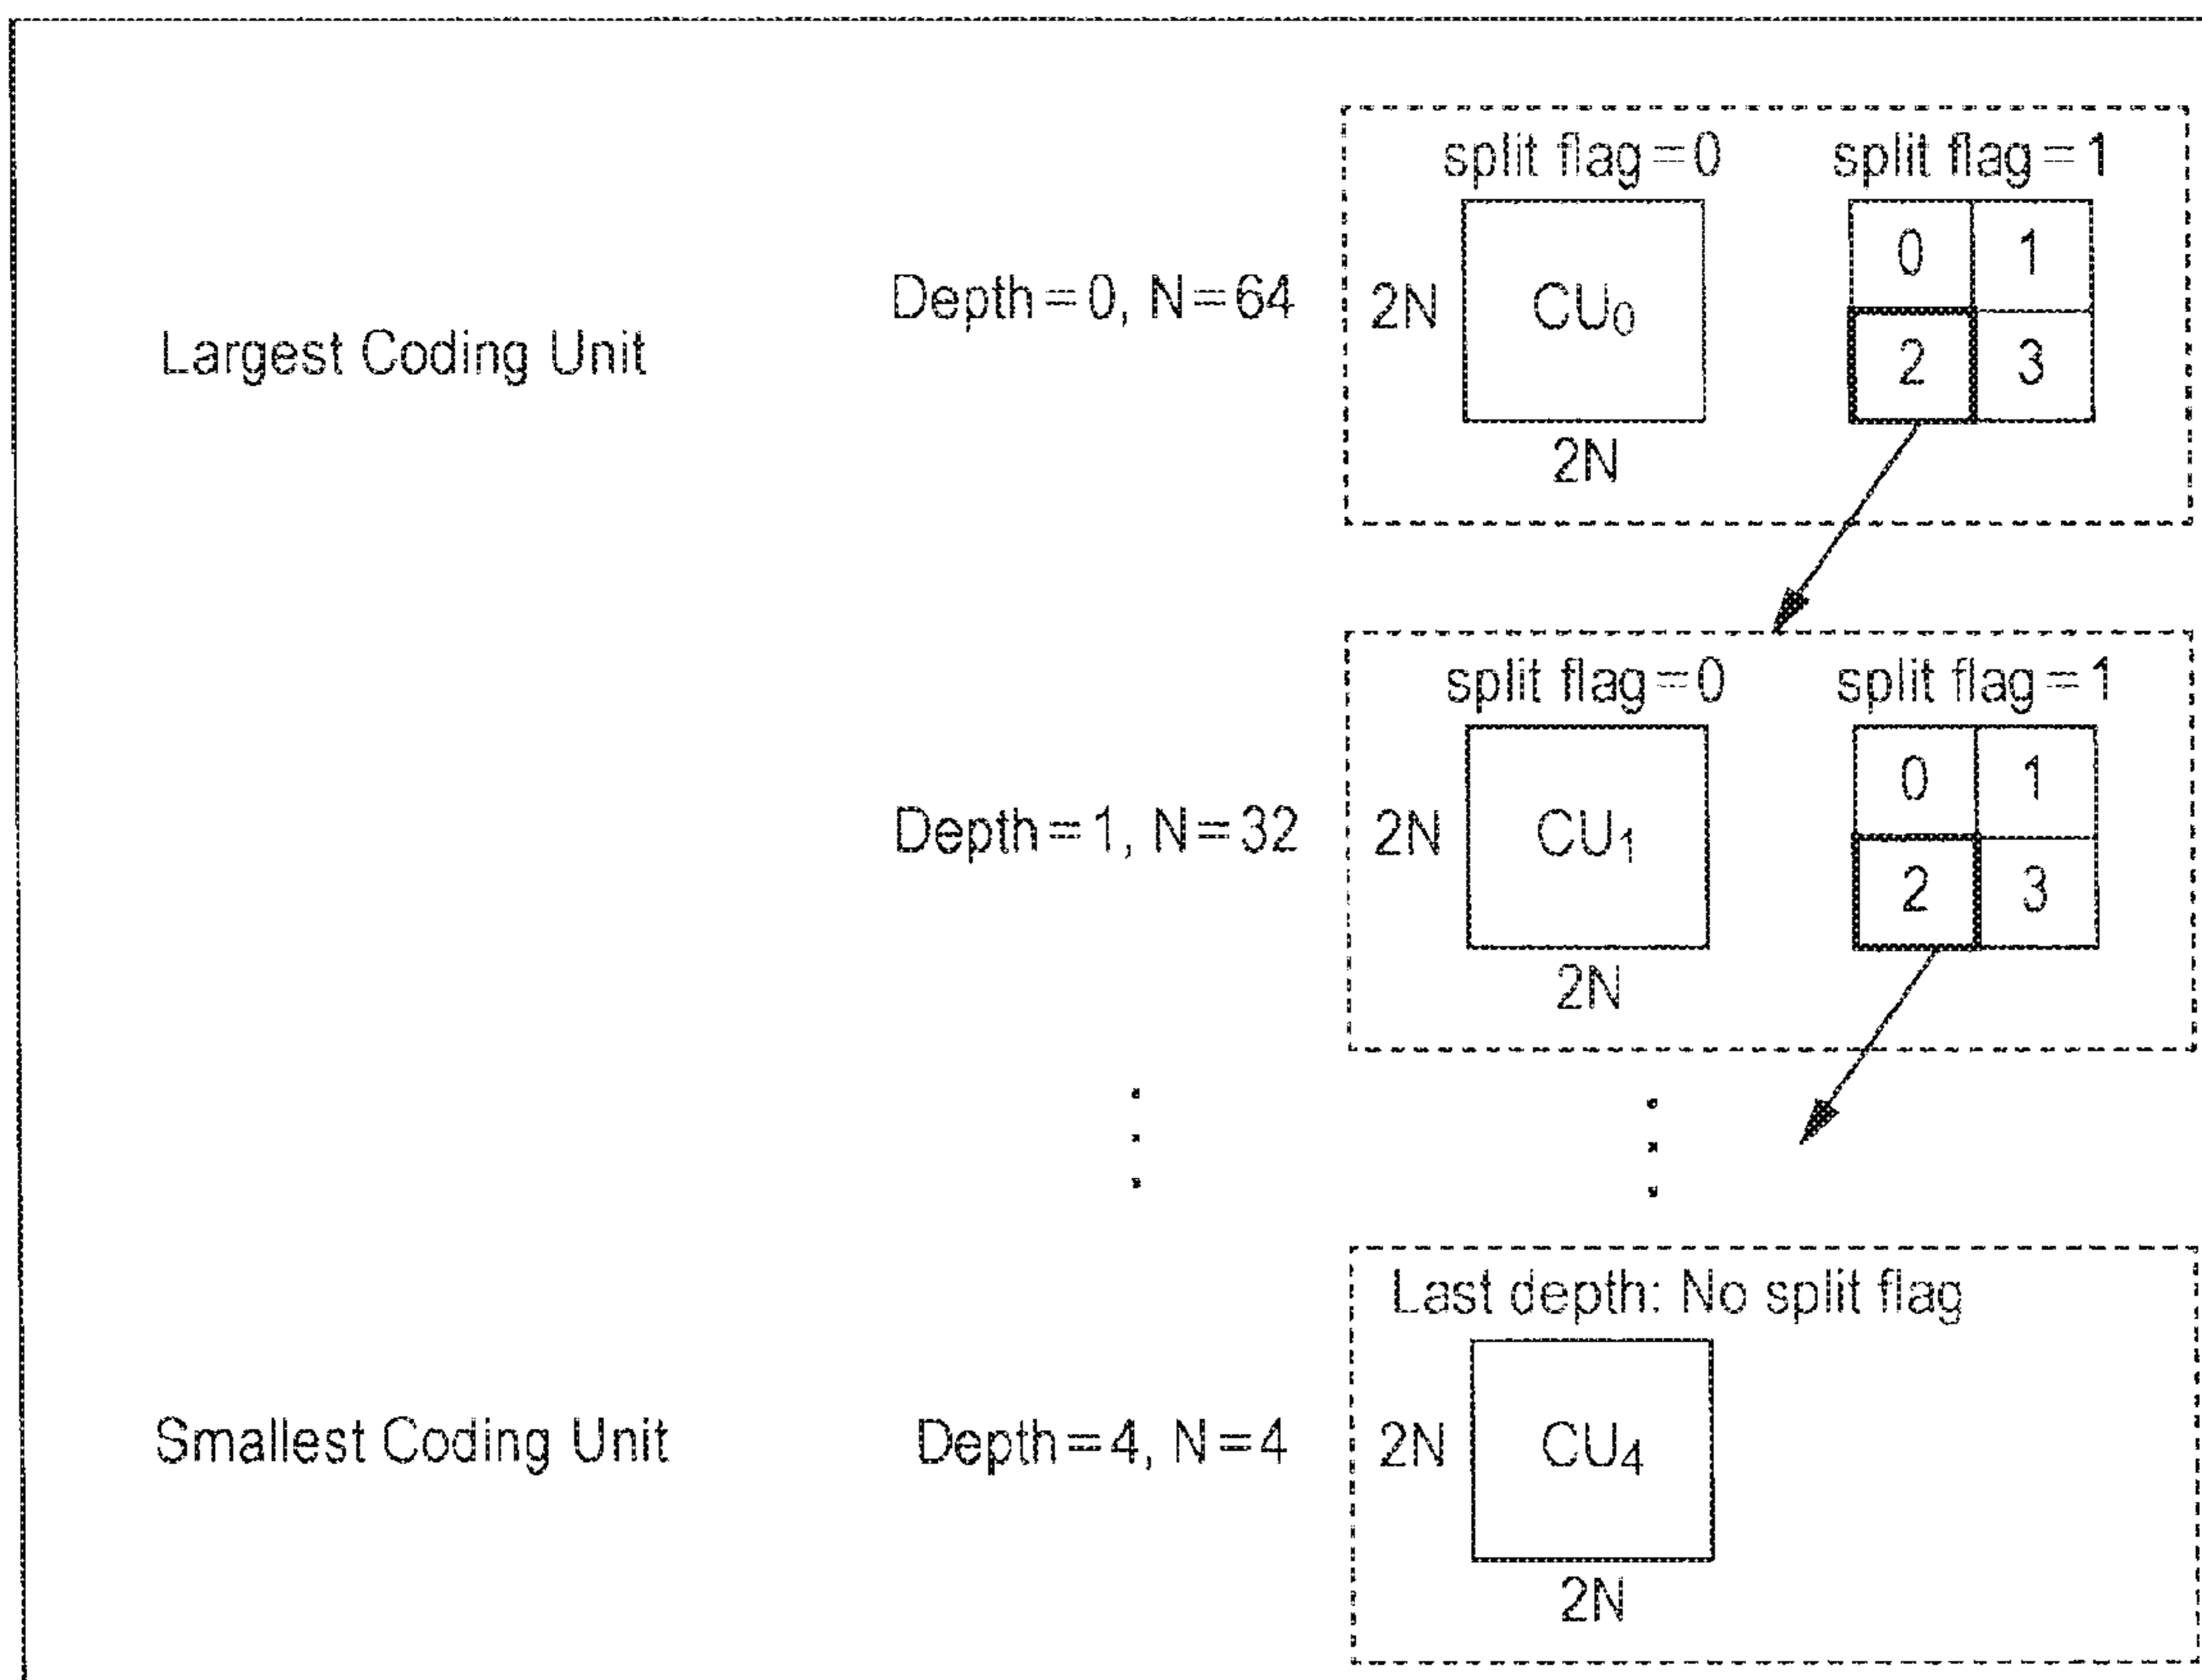 split flag=0
split flag=1
Largest Coding Unit
Depth=0, N=64
2N
CU₀
0
1
2
3
2N
split flag=0
split flag=1
Depth=1, N=32
2N
CU₁
0
1
2
3
2N
Last depth: No split flag
Smallest Coding Unit
Depth=4, N=4
2N
CU₄
2N